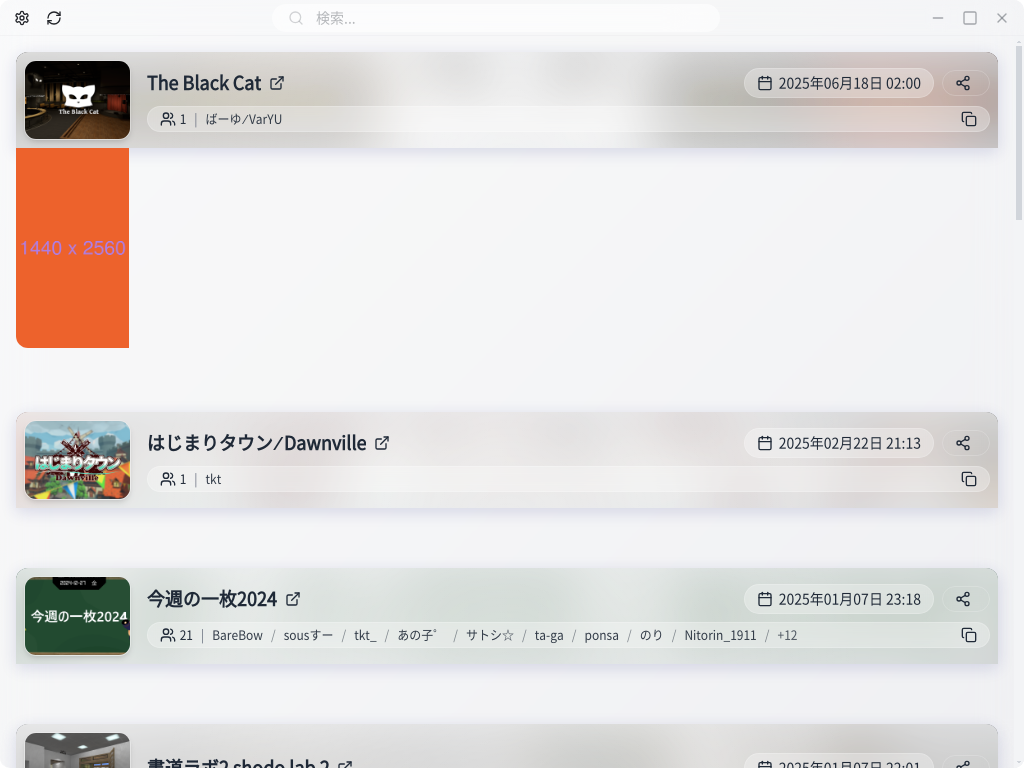 検索...
The Black Cat
2025年06月18日 02:00
The Black Cat
1 | ばーゆ/VarYU
1440 x 2560
はじまりタウン/Dawnville
2025年02月22日 21:13
はじまりタウン
Dawnville
1 | tkt
今週の一枚2024
2025年01月07日 23:18
2024-12-27 金
今週の一枚2024
21 | BareBow / sousすー / tkt_ / あの子゜ / サトシ☆ / ta-ga / ponsa / のり / Nitorin_1911 / +12
書道ラボ2 shodo lab 2
2025年01月07日 22:01